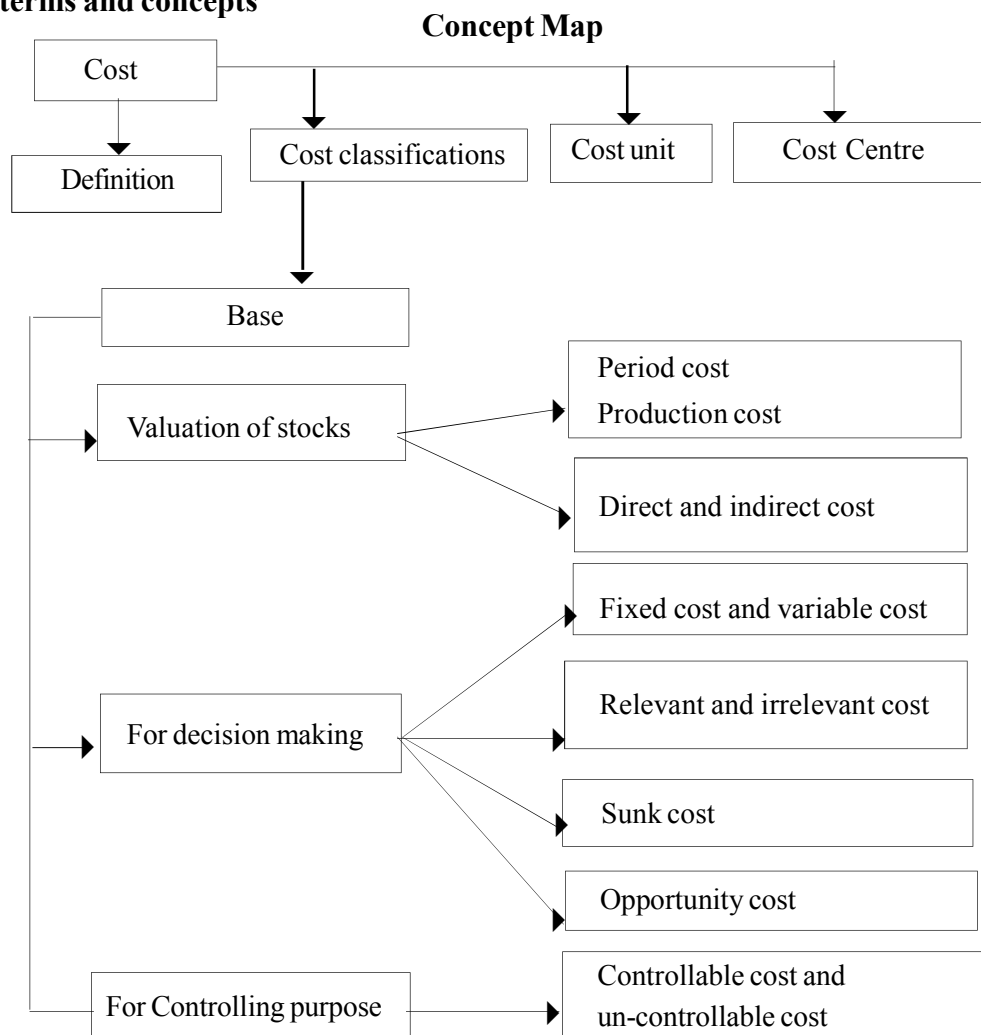 terms and concepts
Concept Map
Cost
Definition
Cost classifications
Cost unit
Cost Centre
Base
Valuation of stocks
Period cost
Production cost
Direct and indirect cost
For decision making
Fixed cost and variable cost
Relevant and irrelevant cost
Sunk cost
Opportunity cost
For Controlling purpose
Controllable cost and
un-controllable cost